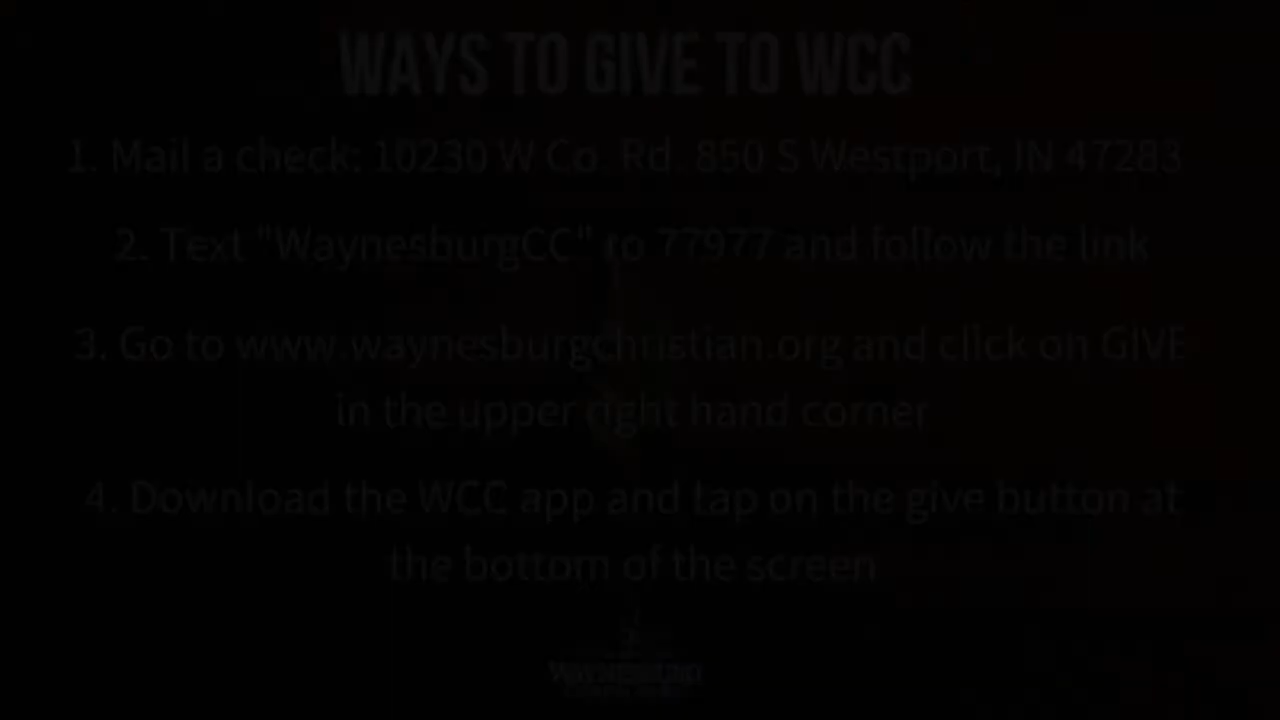 WAYS TO GIVE TO WCC
1. Mail a check: 10230 W Co. Rd. 850 S Westport, IN 47283
2. Text "WaynesburgCC" to 77977 and follow the link
3. Go to www.waynesburgchristian.org and click on GIVE
in the upper right hand corner
4. Download the WCC app and tap on the give button at
the bottom of the screen
WAYNESBURG